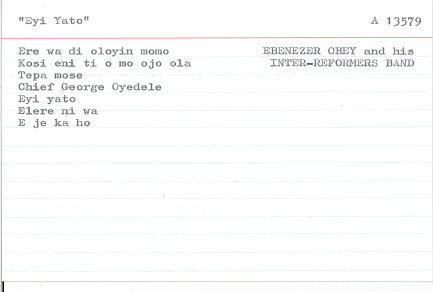 "Eyi Yato" A 13579
Ere wa di oloyin momo EBENEZER OBEY and his
Kosi eni ti o mo ojo ola INTER-REFORMERS BAND
Tepa mose
Chief George Oyedele
Eyi yato
Elere ni wa
E je ka ho